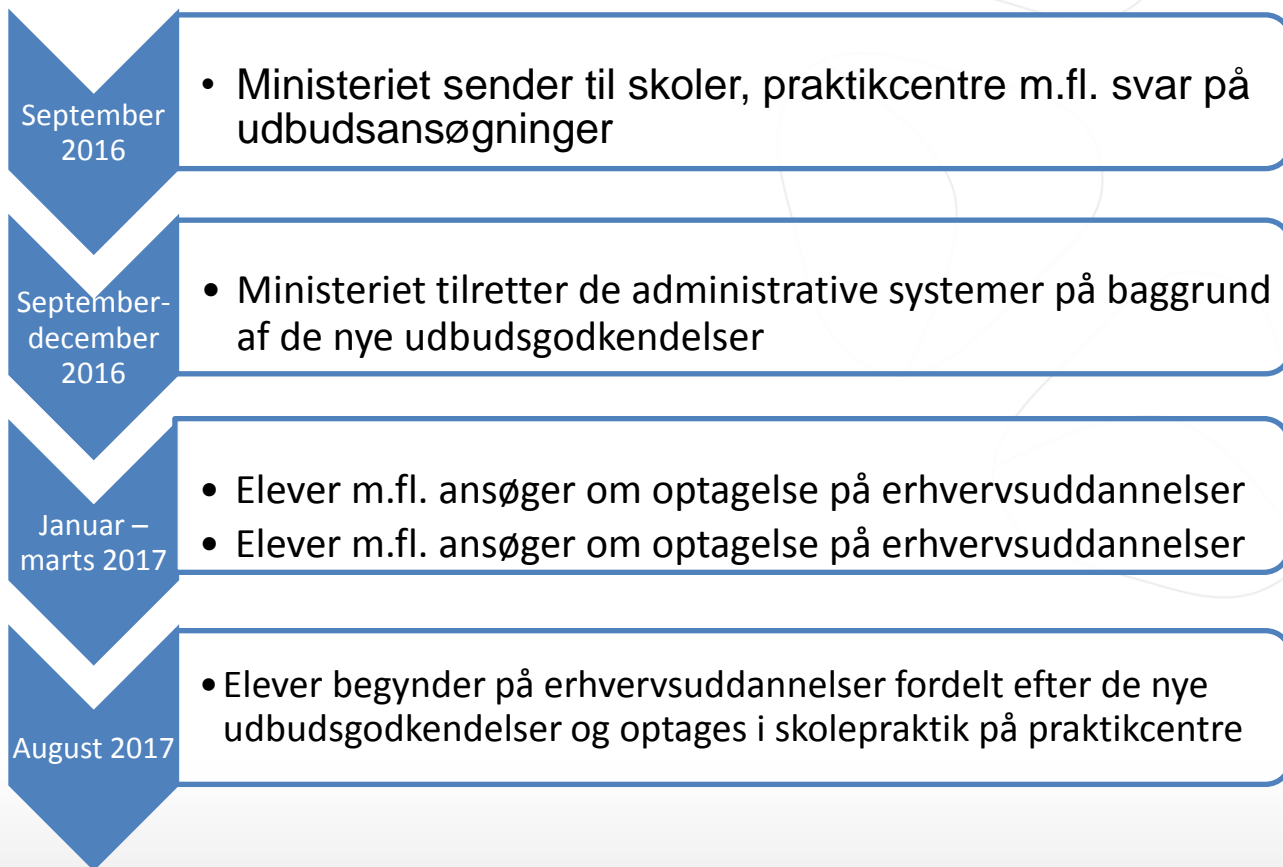 September
2016
• Ministeriet sender til skoler, praktikcentre m.fl. svar på
udbudsansøgninger
September-
december
2016
• Ministeriet tilretter de administrative systemer på baggrund
af de nye udbudsgodkendelser
Januar –
marts 2017
• Elever m.fl. ansøger om optagelse på erhvervsuddannelser
• Elever m.fl. ansøger om optagelse på erhvervsuddannelser
August 2017
• Elever begynder på erhvervsuddannelser fordelt efter de nye
udbudsgodkendelser og optages i skolepraktik på praktikcentre